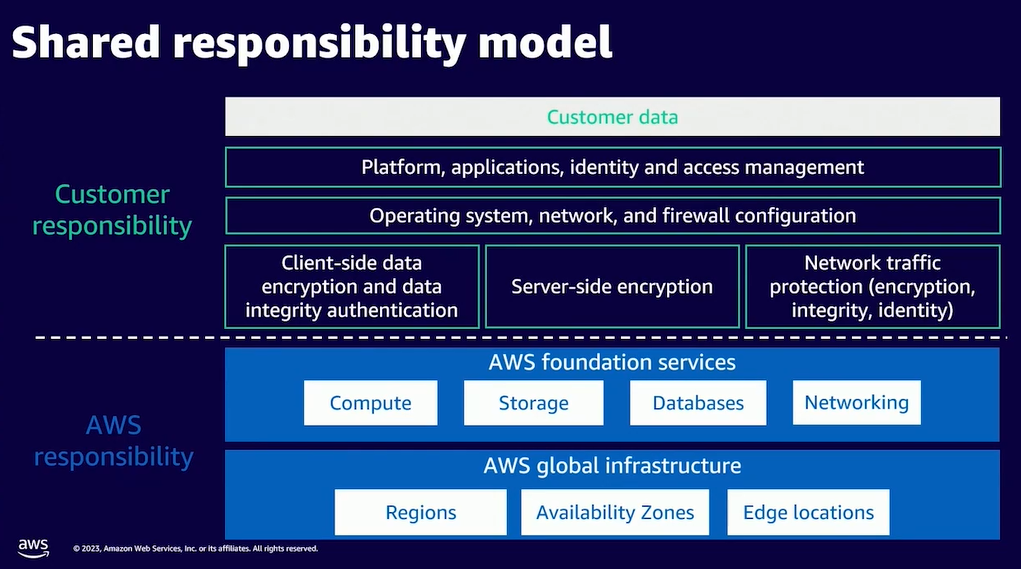 Shared responsibility model
Customer data
Customer
responsibility
Platform, applications, identity and access management
Operating system, network, and firewall configuration
Client-side data
encryption and data
integrity authentication
Server-side encryption
Network traffic
protection (encryption,
integrity, identity)
AWS
responsibility
AWS foundation services
Compute
Storage
Databases
Networking
AWS global infrastructure
Regions
Availability Zones
Edge locations
aws
© 2023, Amazon Web Services, Inc. or its affiliates. All rights reserved.